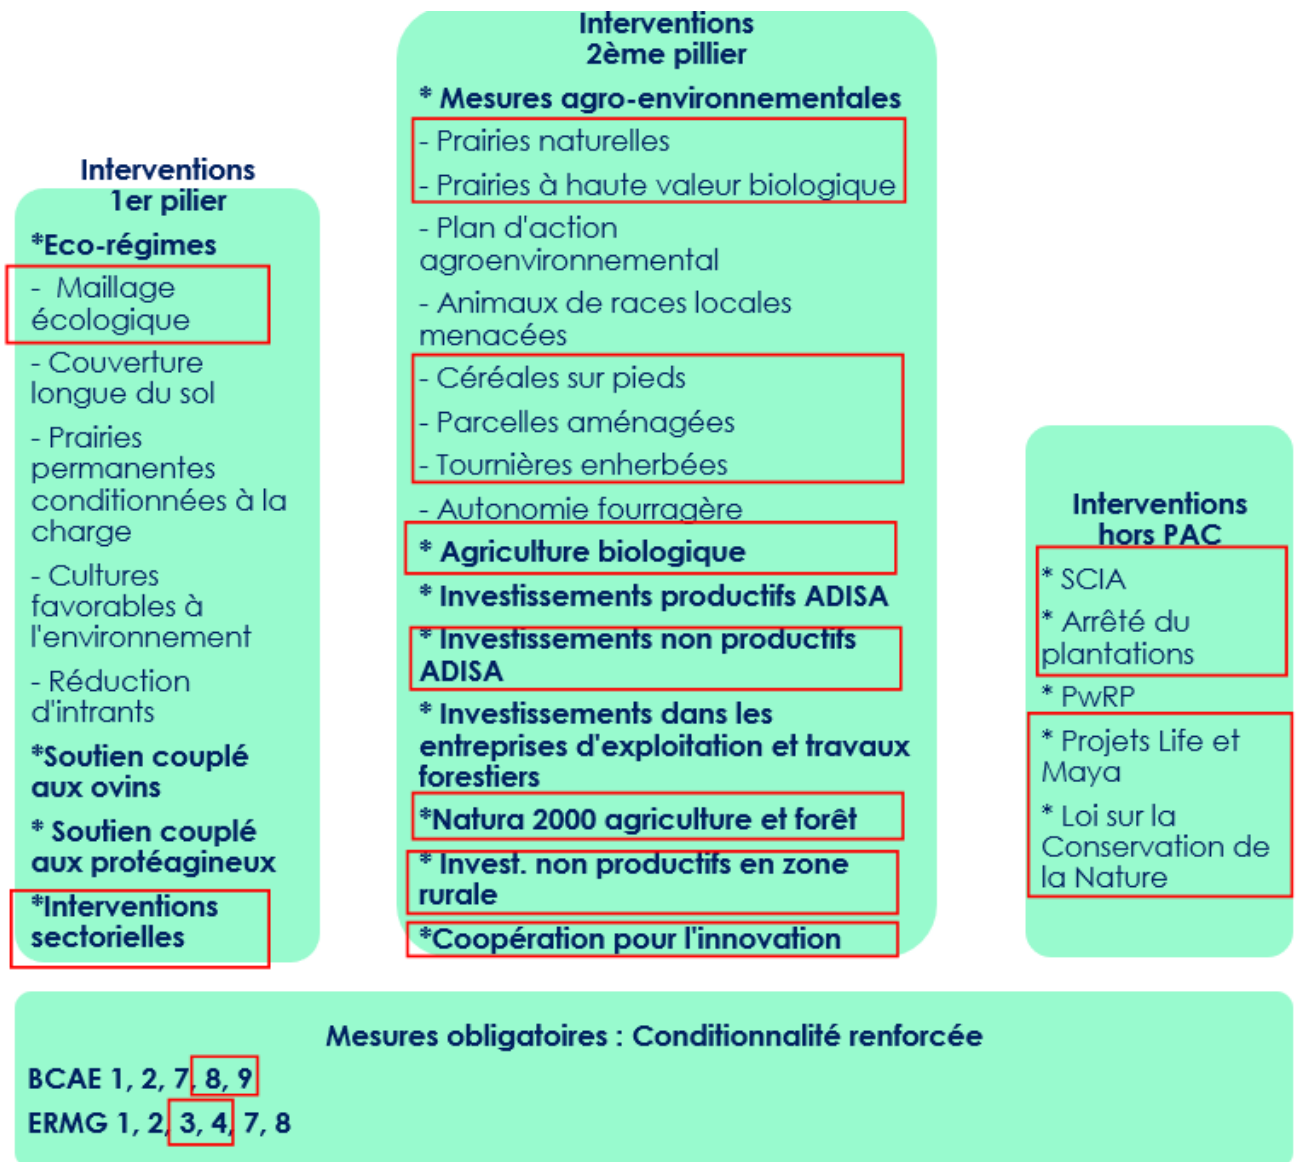 Interventions
1er pilier
*Eco-régimes
- Maillage
écologique
- Couverture
longue du sol
- Prairies
permanentes
conditionnées à la
charge
- Cultures
favorables à
l'environnement
- Réduction
d'intrants
*Soutien couplé
aux ovins
* Soutien couplé
aux protéagineux
*Interventions
sectorielles
Interventions
2ème pillier
* Mesures agro-environnementales
- Prairies naturelles
- Prairies à haute valeur biologique
- Plan d'action
agroenvironnemental
- Animaux de races locales
menacées
- Céréales sur pieds
- Parcelles aménagées
- Tournières enherbées
- Autonomie fourragère
* Agriculture biologique
* Investissements productifs ADISA
* Investissements non productifs
ADISA
* Investissements dans les
entreprises d'exploitation et travaux
forestiers
*Natura 2000 agriculture et forêt
* Invest. non productifs en zone
rurale
*Coopération pour l'innovation
Interventions
hors PAC
* SCIA
* Arrêté du
plantations
* PwRP
* Projets Life et
Maya
* Loi sur la
Conservation de
la Nature
Mesures obligatoires : Conditionnalité renforcée
BCAE 1, 2, 7, 8, 9
ERMG 1, 2, 3, 4, 7, 8